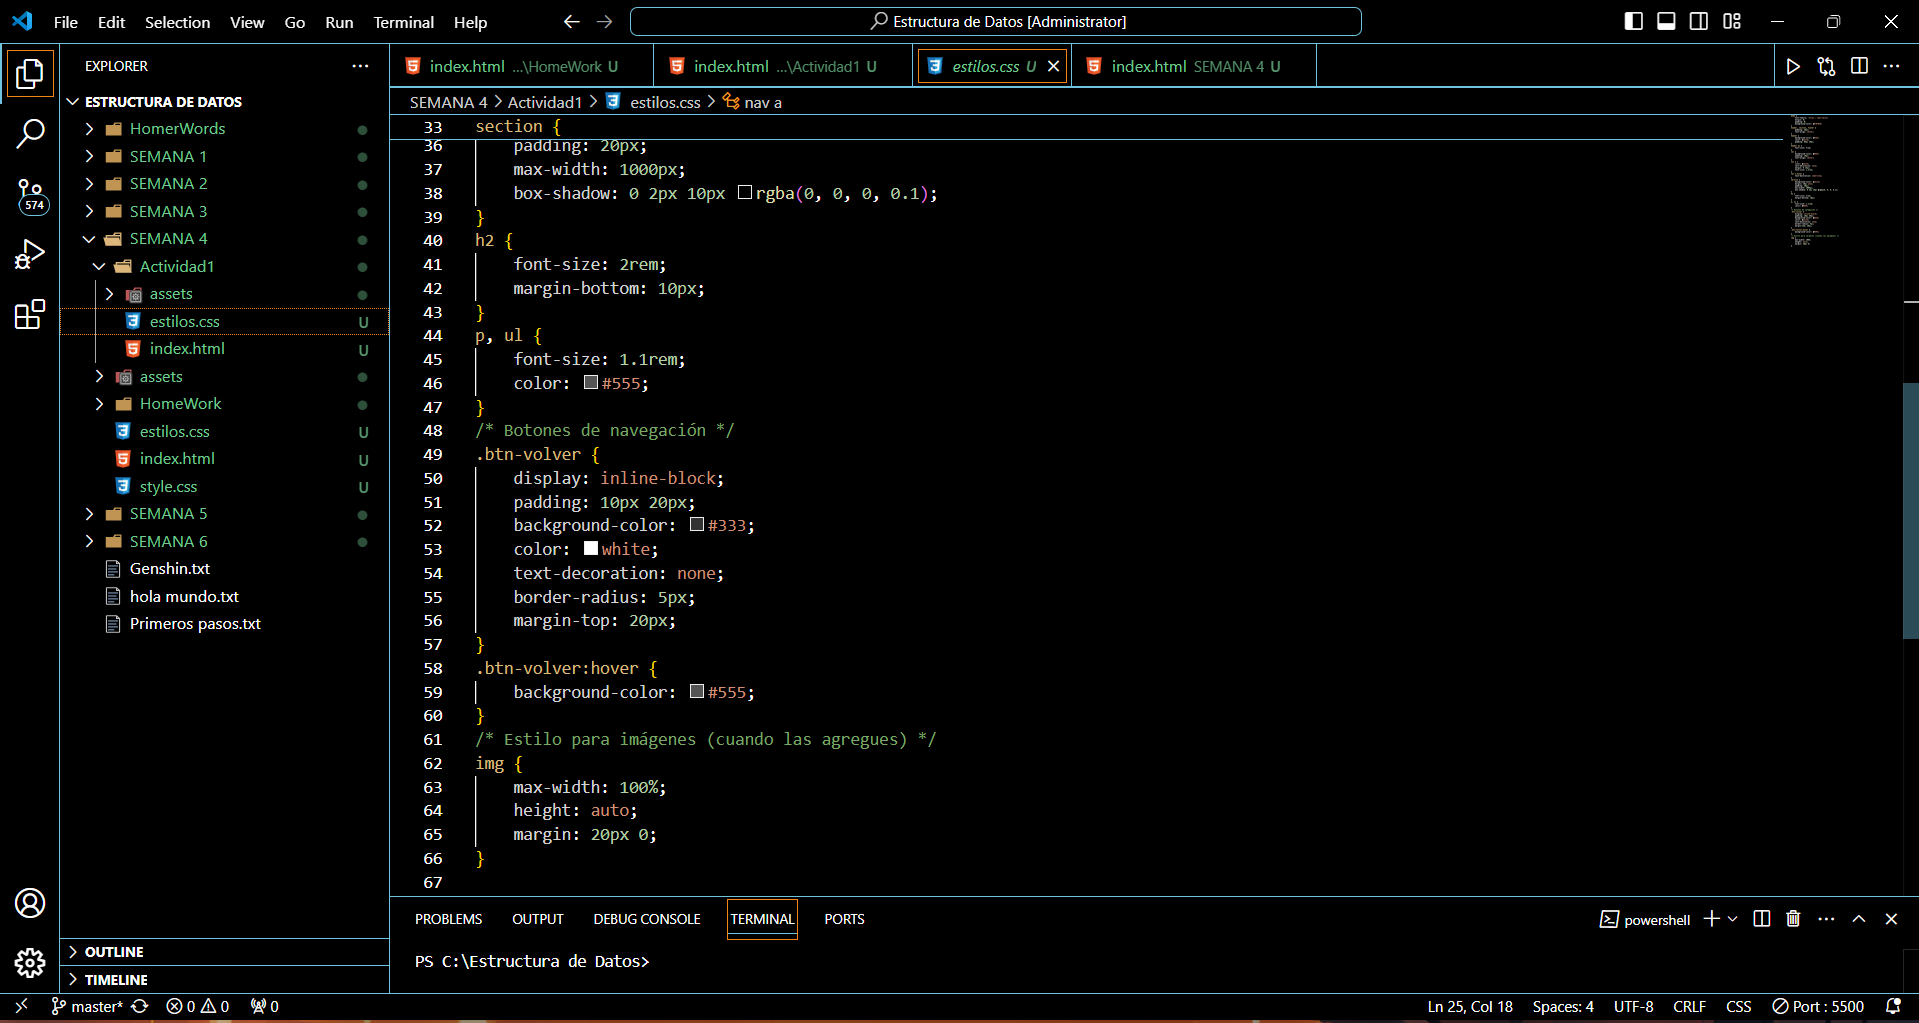 File Edit Selection View Go Run Terminal Help
Estructura de Datos [Administrator]
EXPLORER
ESTRUCTURA DE DATOS
HomerWords
SEMANA 1
SEMANA 2
SEMANA 3
SEMANA 4
Actividad1
assets
estilos.css U
index.html U
assets
HomeWork
estilos.css U
index.html U
style.css U
SEMANA 5
SEMANA 6
Genshin.txt
hola mundo.txt
Primeros pasos.txt
OUTLINE
TIMELINE
574
index.html ...\HomeWork U
index.html ...\Actividad1 U
estilos.css U
index.html SEMANA 4 U
SEMANA 4 > Actividad1 > estilos.css > nav a
33 section {
36 padding: 20px;
37 max-width: 1000px;
38 box-shadow: 0 2px 10px rgba(0, 0, 0, 0.1);
39 }
40 h2 {
41 font-size: 2rem;
42 margin-bottom: 10px;
43 }
44 p, ul {
45 font-size: 1.1rem;
46 color: #555;
47 }
48 /* Botones de navegación */
49 .btn-volver {
50 display: inline-block;
51 padding: 10px 20px;
52 background-color: #333;
53 color: white;
54 text-decoration: none;
55 border-radius: 5px;
56 margin-top: 20px;
57 }
58 .btn-volver:hover {
59 background-color: #555;
60 }
61 /* Estilo para imágenes (cuando las agregues) */
62 img {
63 max-width: 100%;
64 height: auto;
65 margin: 20px 0;
66 }
67
PROBLEMS OUTPUT DEBUG CONSOLE TERMINAL PORTS
powershell
PS C:\Estructura de Datos>
master* 0 0 0
Ln 25, Col 18 Spaces: 4 UTF-8 CRLF CSS Port : 5500